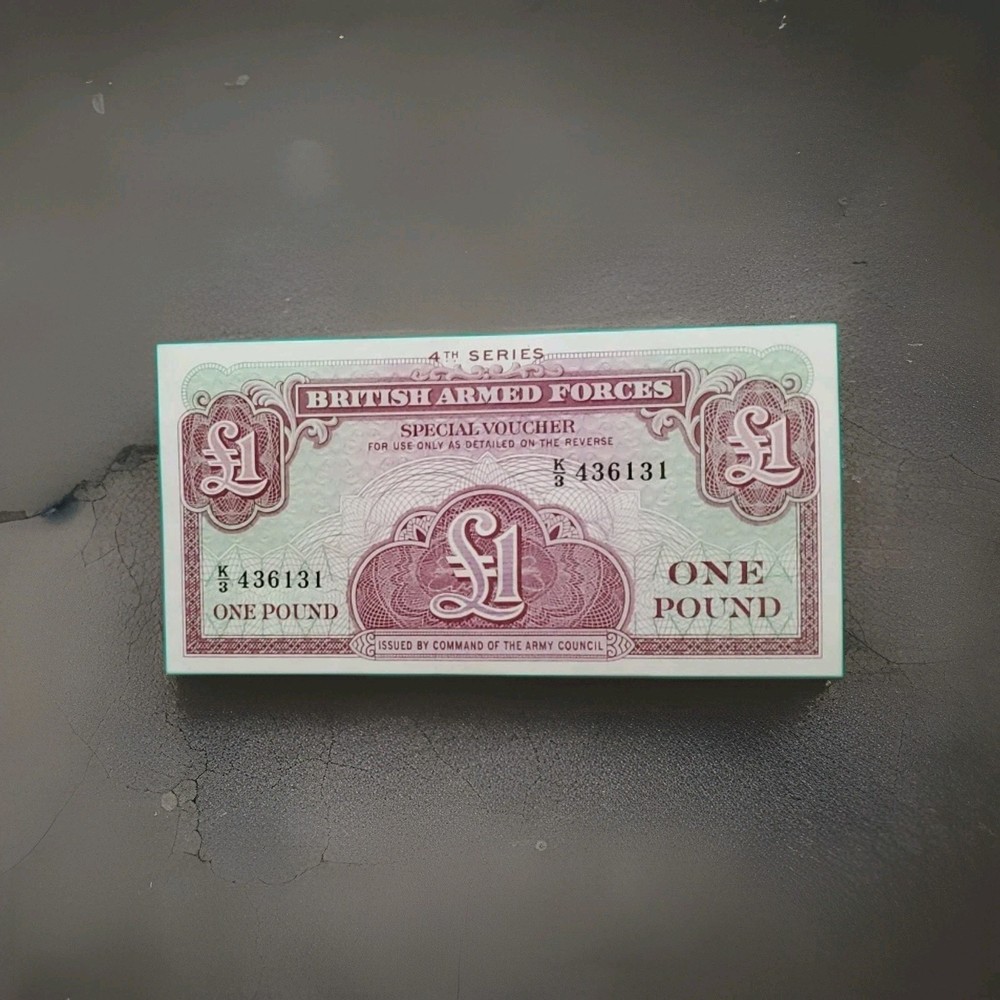 4TH SERIES
BRITISH ARMED FORCES
£1
£1
SPECIAL VOUCHER
FOR USE ONLY AS DETAILED ON THE REVERSE
K/3 436131
£1
K/3 436131
ONE POUND
ONE
POUND
ISSUED BY COMMAND OF THE ARMY COUNCIL